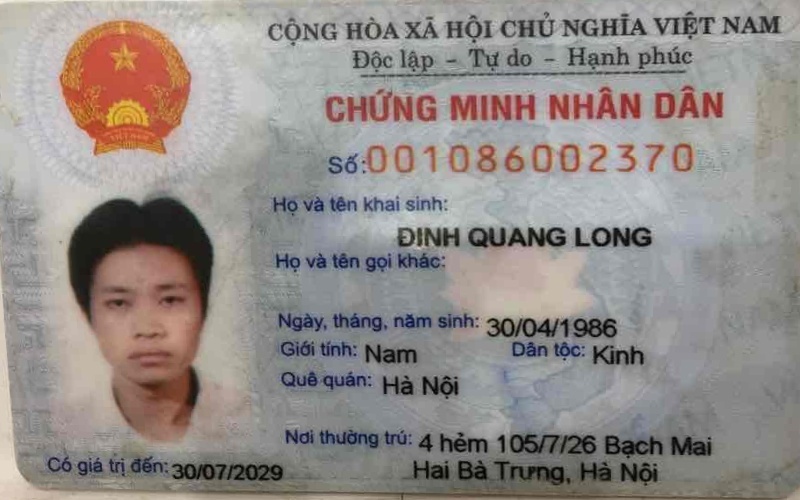 CỘNG HÒA XÃ HỘI CHỦ NGHĨA VIỆT NAM
Độc lập - Tự do - Hạnh phúc
CHỨNG MINH NHÂN DÂN
Số:001086002370
Họ và tên khai sinh:
ĐINH QUANG LONG
Họ và tên gọi khác:
Ngày, tháng, năm sinh: 30/04/1986
Giới tính: Nam Dân tộc: Kinh
Quê quán: Hà Nội
Nơi thường trú: 4 hẻm 105/7/26 Bạch Mai
Hai Bà Trưng, Hà Nội
Có giá trị đến: 30/07/2029